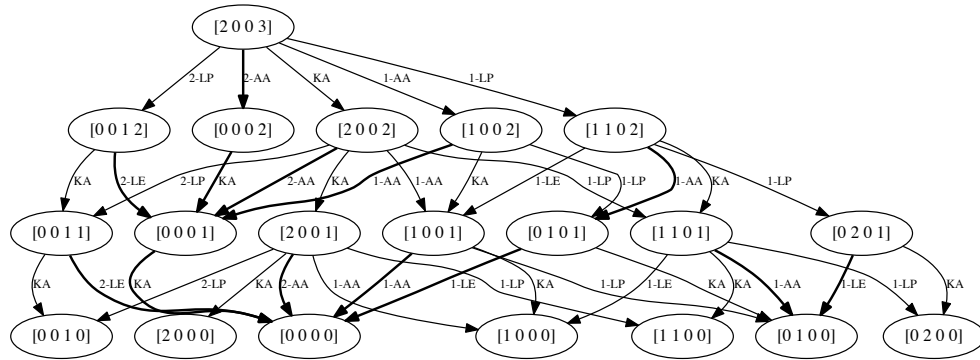 [2 0 0 3]
2-LP 2-AA KA 1-AA 1-LP
[0 0 1 2] [0 0 0 2] [2 0 0 2] [1 0 0 2] [1 1 0 2]
KA 2-LE 2-LP KA 2-AA KA 1-AA 1-AA KA 1-LE 1-LP 1-LP 1-AA KA 1-LP
[0 0 1 1] [0 0 0 1] [2 0 0 1] [1 0 0 1] [0 1 0 1] [1 1 0 1] [0 2 0 1]
KA 2-LE KA 2-LP KA 2-AA 1-AA 1-AA 1-LE 1-LP KA 1-LP 1-LE KA KA 1-AA 1-LE 1-LP KA
[0 0 1 0] [2 0 0 0] [0 0 0 0] [1 0 0 0] [1 1 0 0] [0 1 0 0] [0 2 0 0]